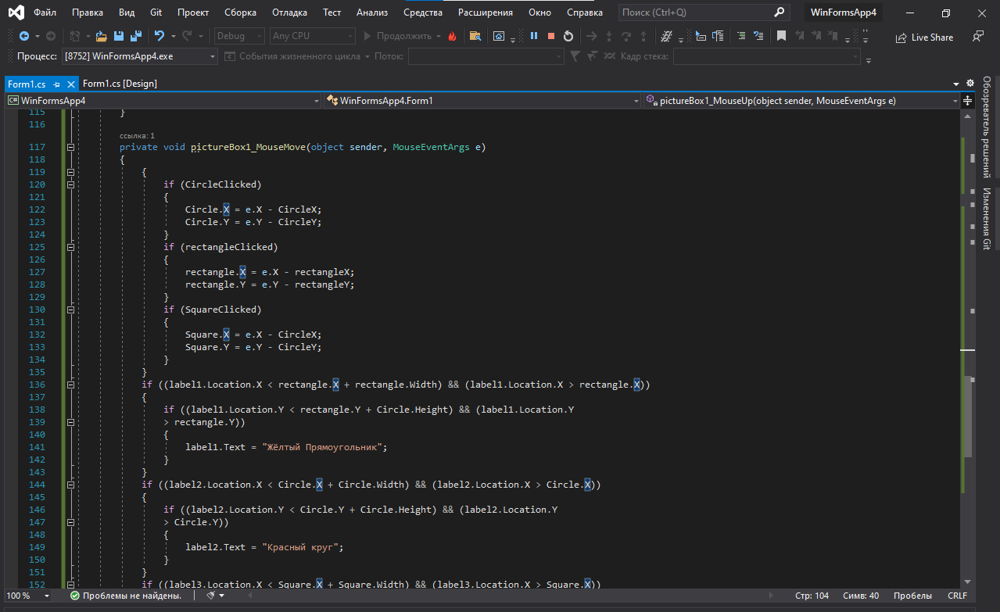 Файл Правка Вид Git Проект Сборка Отладка Тест Анализ Средства Расширения Окно Справка Поиск (Ctrl+Q) WinFormsApp4
Debug Any CPU Продолжить Live Share
Процесс: [8752] WinFormsApp4.exe События жизненного цикла Поток: Кадр стека:
Form1.cs Form1.cs [Design]
C# WinFormsApp4 WinFormsApp4.Form1 pictureBox1_MouseUp(object sender, MouseEventArgs e)
115 }
116
ссылка: 1
117 private void pictureBox1_MouseMove(object sender, MouseEventArgs e)
118 {
119 {
120 if (CircleClicked)
121 {
122 Circle.X = e.X - CircleX;
123 Circle.Y = e.Y - CircleY;
124 }
125 if (rectangleClicked)
126 {
127 rectangle.X = e.X - rectangleX;
128 rectangle.Y = e.Y - rectangleY;
129 }
130 if (SquareClicked)
131 {
132 Square.X = e.X - CircleX;
133 Square.Y = e.Y - CircleY;
134 }
135 }
136 if ((label1.Location.X < rectangle.X + rectangle.Width) && (label1.Location.X > rectangle.X))
137 {
138 if ((label1.Location.Y < rectangle.Y + Circle.Height) && (label1.Location.Y
139 > rectangle.Y))
140 {
141 label1.Text = "Жёлтый Прямоугольник";
142 }
143 }
144 if ((label2.Location.X < Circle.X + Circle.Width) && (label2.Location.X > Circle.X))
145 {
146 if ((label2.Location.Y < Circle.Y + Circle.Height) && (label2.Location.Y
147 > Circle.Y))
148 {
149 label2.Text = "Красный круг";
150 }
151 }
152 if ((label3.Location.X < Square.X + Square.Width) && (label3.Location.X > Square.X))
100 % Проблемы не найдены. Стр: 104 Симв: 40 Пробелы CRLF
Обозреватель решений
Изменения Git